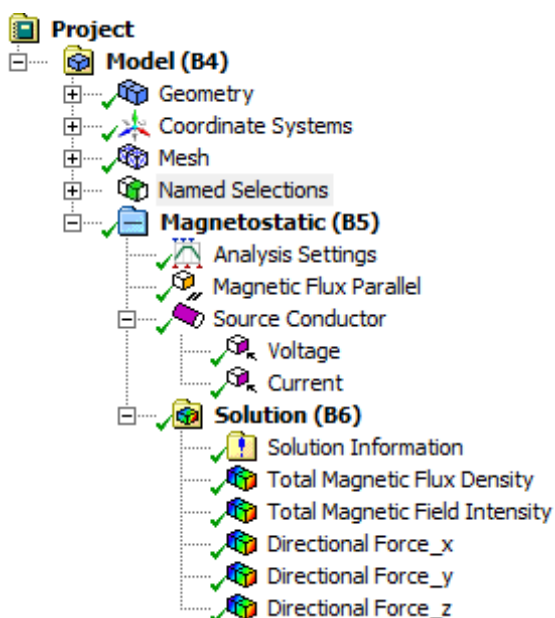 Project
Model (B4)
Geometry
Coordinate Systems
Mesh
Named Selections
Magnetostatic (B5)
Analysis Settings
Magnetic Flux Parallel
Source Conductor
Voltage
Current
Solution (B6)
Solution Information
Total Magnetic Flux Density
Total Magnetic Field Intensity
Directional Force_x
Directional Force_y
Directional Force_z